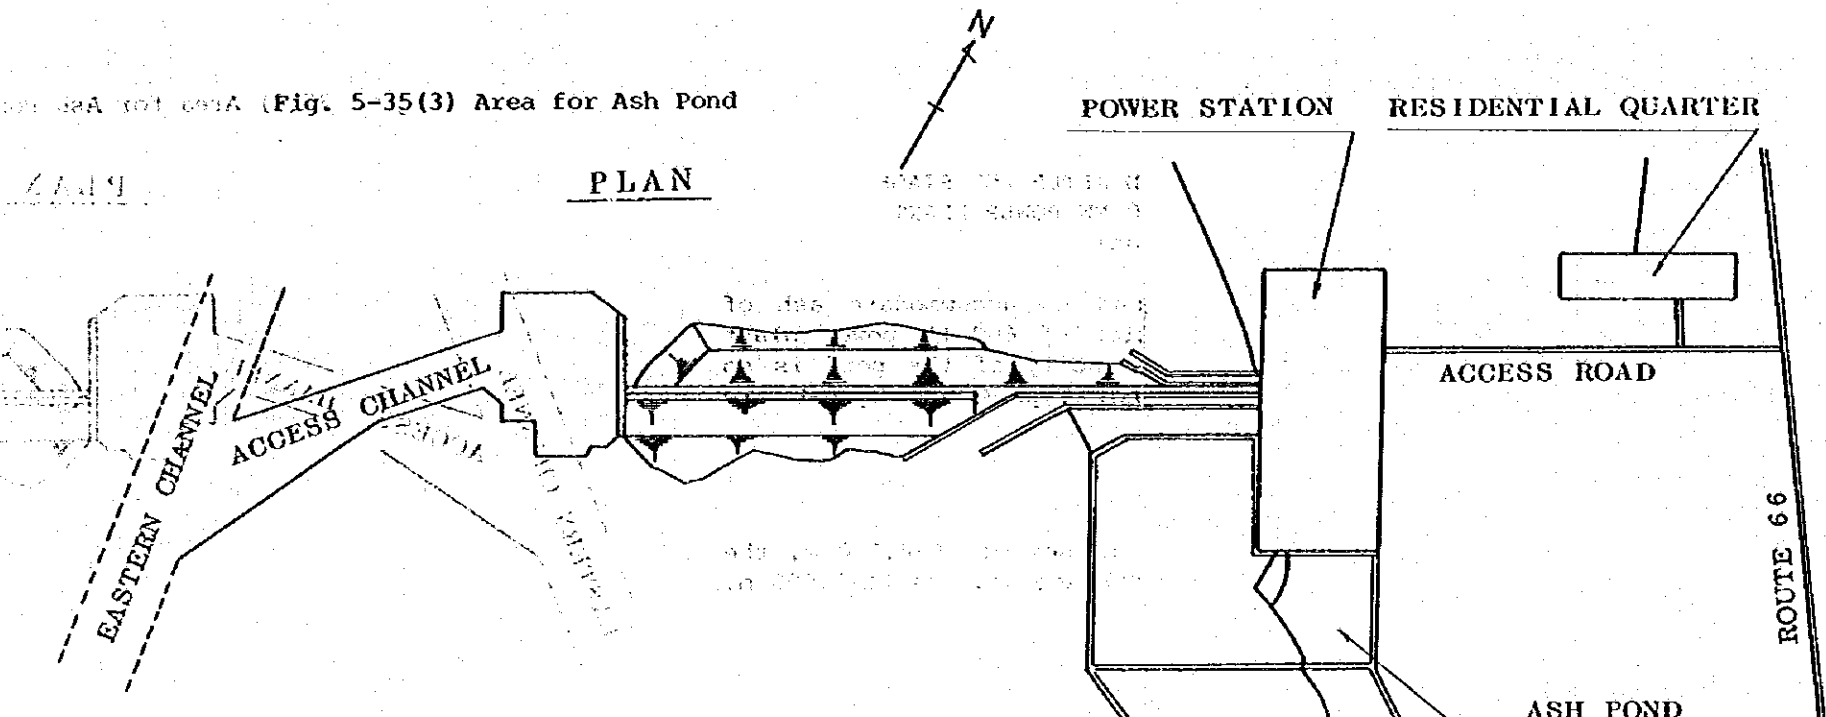 N
Fig. 5-35(3) Area for Ash Pond
POWER STATION
RESIDENTIAL QUARTER
PLAN
ACCESS ROAD
ACCESS CHANNEL
EASTERN CHANNEL
ROUTE 66
ASH POND